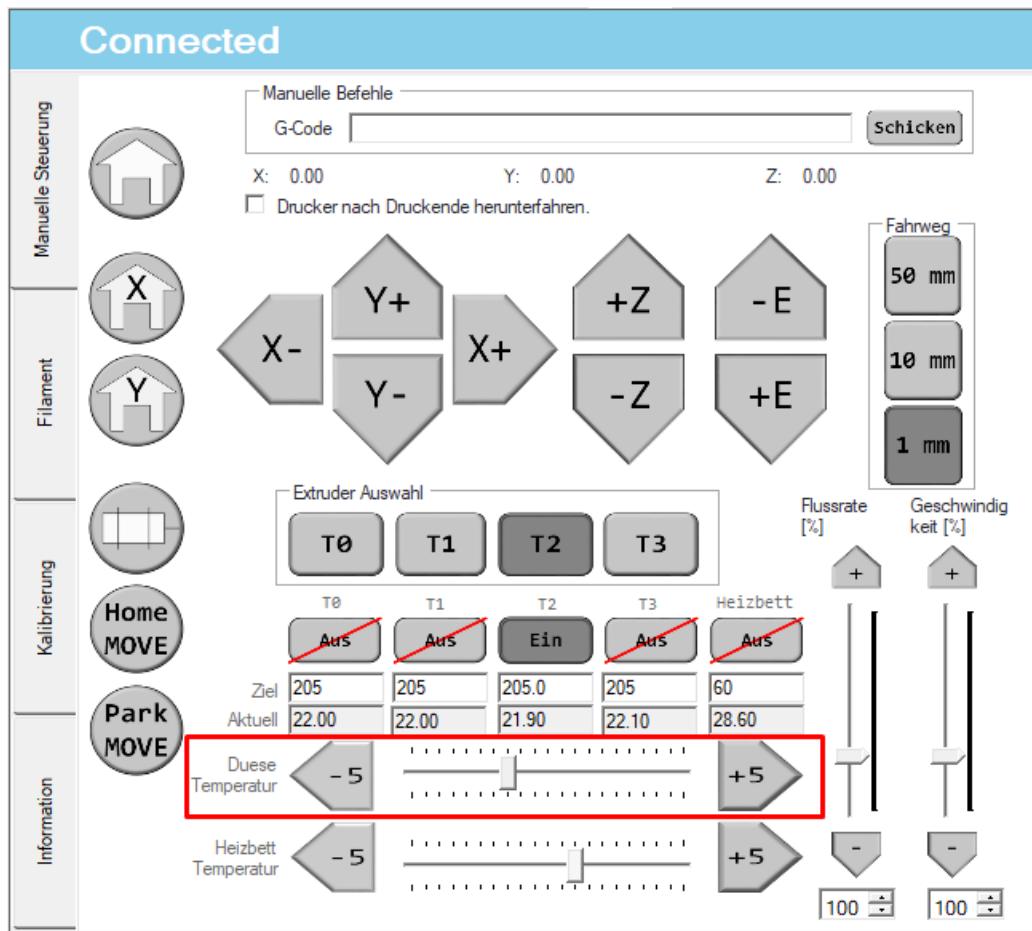 Connected
Manuelle Steuerung
Filament
Kalibrierung
Information
Manuelle Befehle
G-Code
Schicken
X: 0.00 Y: 0.00 Z: 0.00
Drucker nach Druckende herunterfahren.
Fahrweg
50 mm
10 mm
1 mm
X
Y
X-
Y+
Y-
X+
+Z
-Z
-E
+E
Extruder Auswahl
T0 T1 T2 T3
Flussrate
[%]
Geschwindig
keit [%]
+ +
Home
MOVE
Park
MOVE
T0 T1 T2 T3 Heizbett
Aus Aus Ein Aus Aus
Ziel 205 205 205.0 205 60
Aktuell 22.00 22.00 21.90 22.10 28.60
Duese
Temperatur
-5 +5
Heizbett
Temperatur
-5 +5
- -
100 100